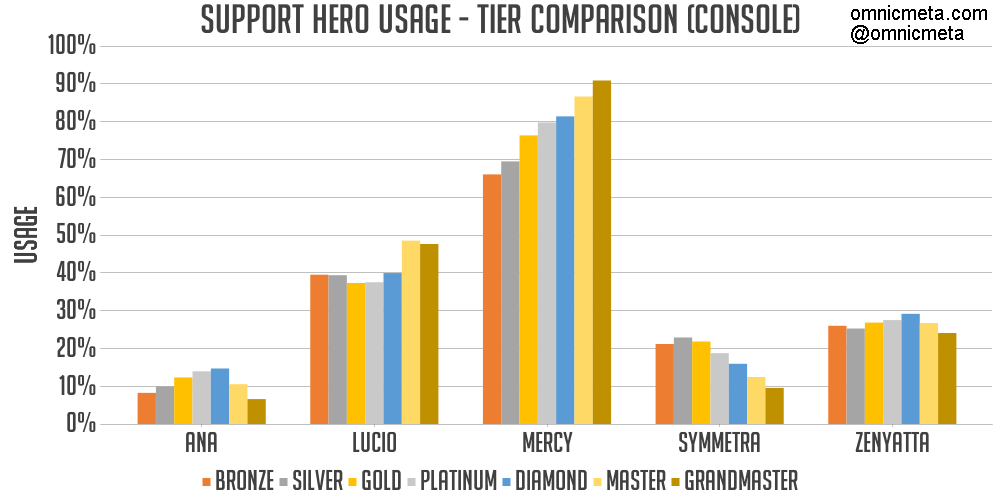 SUPPORT HERO USAGE - TIER COMPARISON (CONSOLE)
omnicmeta.com
@omnicmeta
100%
90%
80%
70%
60%
50%
40%
30%
20%
10%
0%
USAGE
ANA LUCIO MERCY SYMMETRA ZENYATTA
BRONZE SILVER GOLD PLATINUM DIAMOND MASTER GRANDMASTER